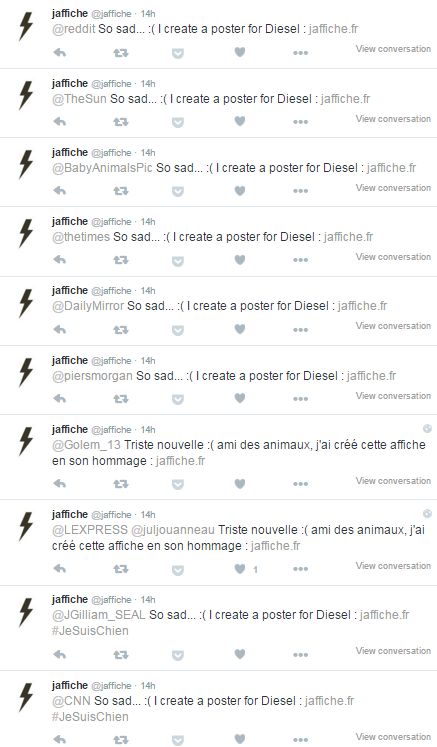 jaffiche @jaffiche · 14h
@reddit So sad... :( I create a poster for Diesel : jaffiche.fr
View conversation
jaffiche @jaffiche · 14h
@TheSun So sad... :( I create a poster for Diesel : jaffiche.fr
View conversation
jaffiche @jaffiche · 14h
@BabyAnimalsPic So sad... :( I create a poster for Diesel : jaffiche.fr
View conversation
jaffiche @jaffiche · 14h
@thetimes So sad... :( I create a poster for Diesel : jaffiche.fr
View conversation
jaffiche @jaffiche · 14h
@DailyMirror So sad... :( I create a poster for Diesel : jaffiche.fr
View conversation
jaffiche @jaffiche · 14h
@piersmorgan So sad... :( I create a poster for Diesel : jaffiche.fr
View conversation
jaffiche @jaffiche · 14h
@Golem_13 Triste nouvelle :( ami des animaux, j'ai créé cette affiche
en son hommage : jaffiche.fr
View conversation
jaffiche @jaffiche · 14h
@LEXPRESS @juljouanneau Triste nouvelle :( ami des animaux, j'ai
créé cette affiche en son hommage : jaffiche.fr
1
View conversation
jaffiche @jaffiche · 14h
@JGilliam_SEAL So sad... :( I create a poster for Diesel : jaffiche.fr
#JeSuisChien
View conversation
jaffiche @jaffiche · 14h
@CNN So sad... :( I create a poster for Diesel : jaffiche.fr
#JeSuisChien
View conversation